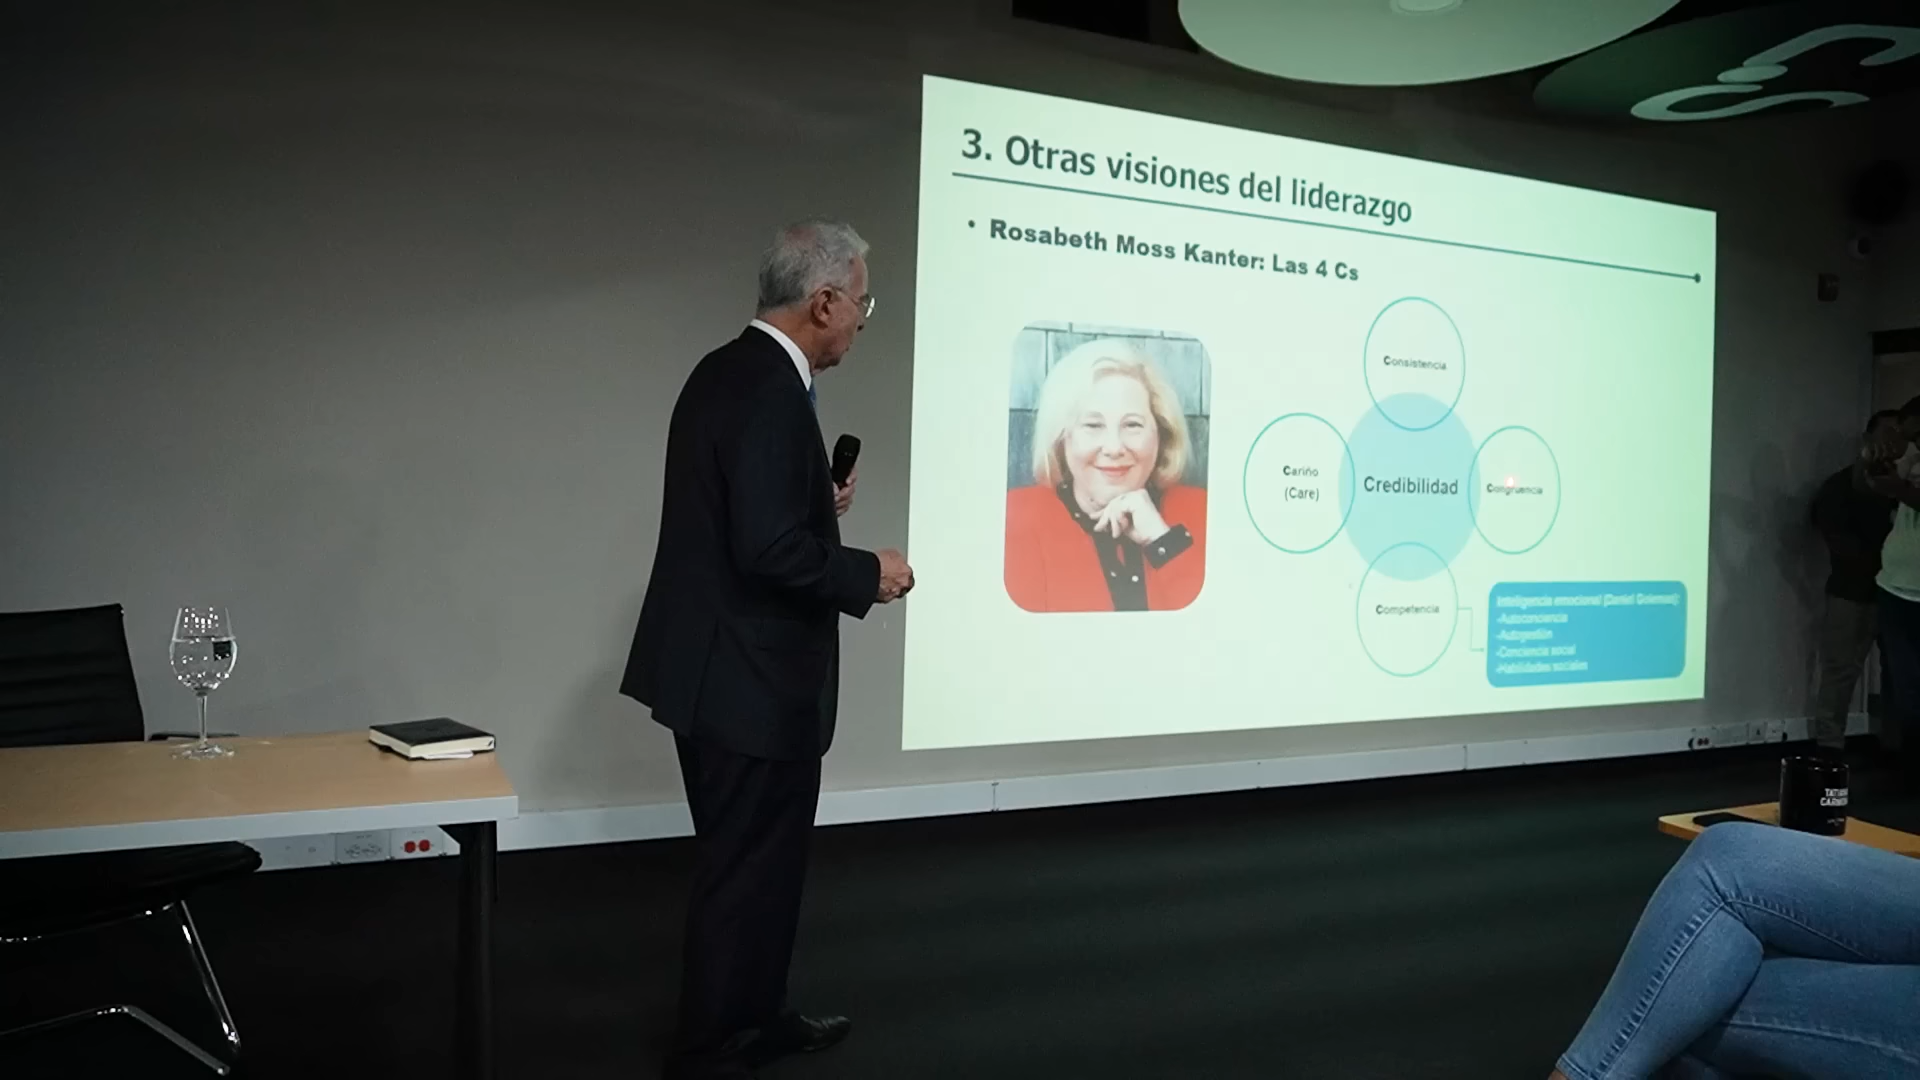 3. Otras visiones del liderazgo
• Rosabeth Moss Kanter: Las 4 Cs
Consistencia
Cariño
(Care)
Credibilidad
Congruencia
Competencia
Inteligencia emocional (Daniel Goleman):
-Autoconciencia
-Autogestión
-Conciencia social
-Habilidades sociales